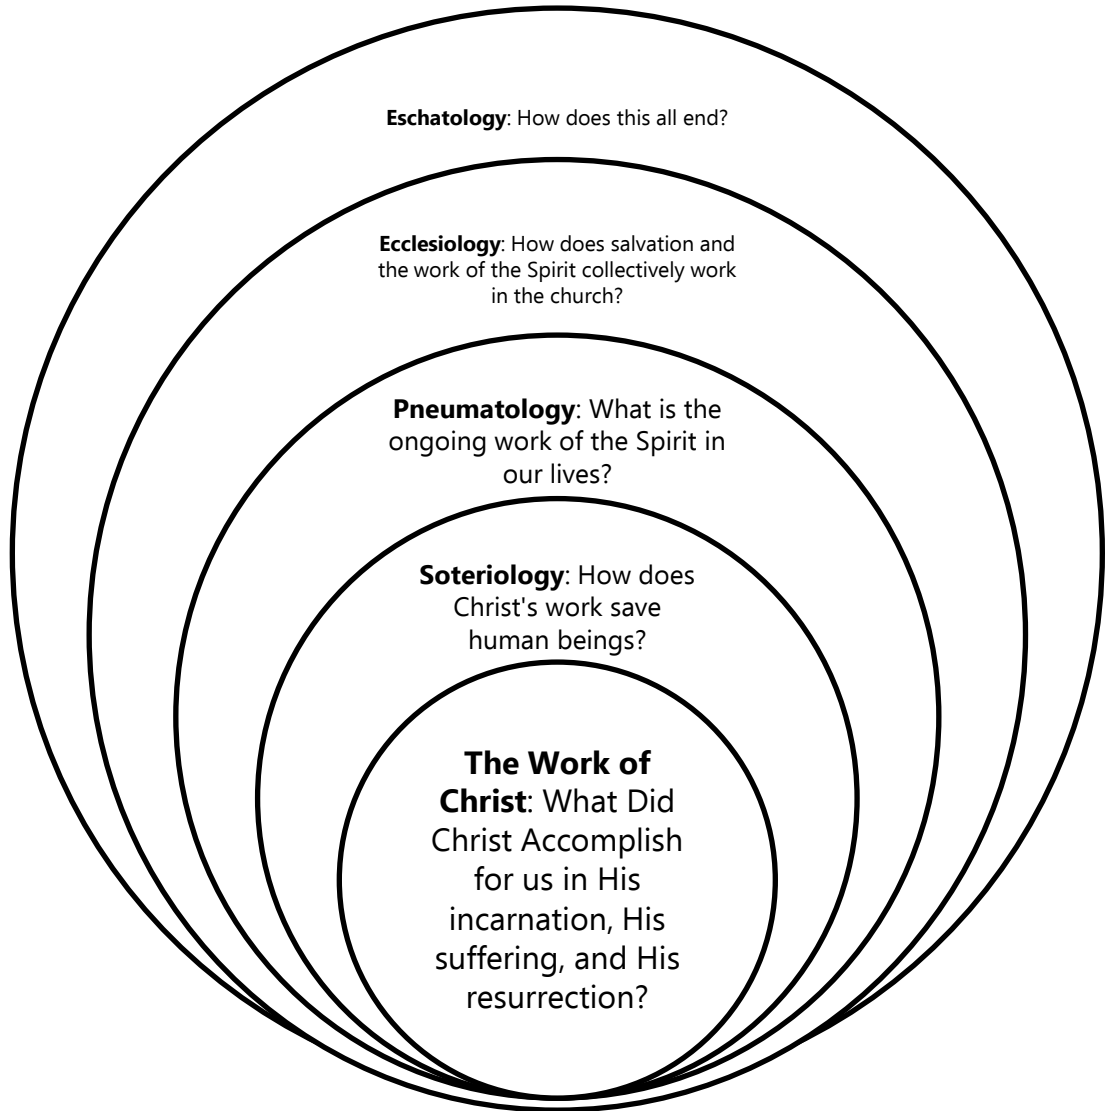 Eschatology: How does this all end?
Ecclesiology: How does salvation and
the work of the Spirit collectively work
in the church?
Pneumatology: What is the
ongoing work of the Spirit in
our lives?
Soteriology: How does
Christ's work save
human beings?
The Work of
Christ: What Did
Christ Accomplish
for us in His
incarnation, His
suffering, and His
resurrection?